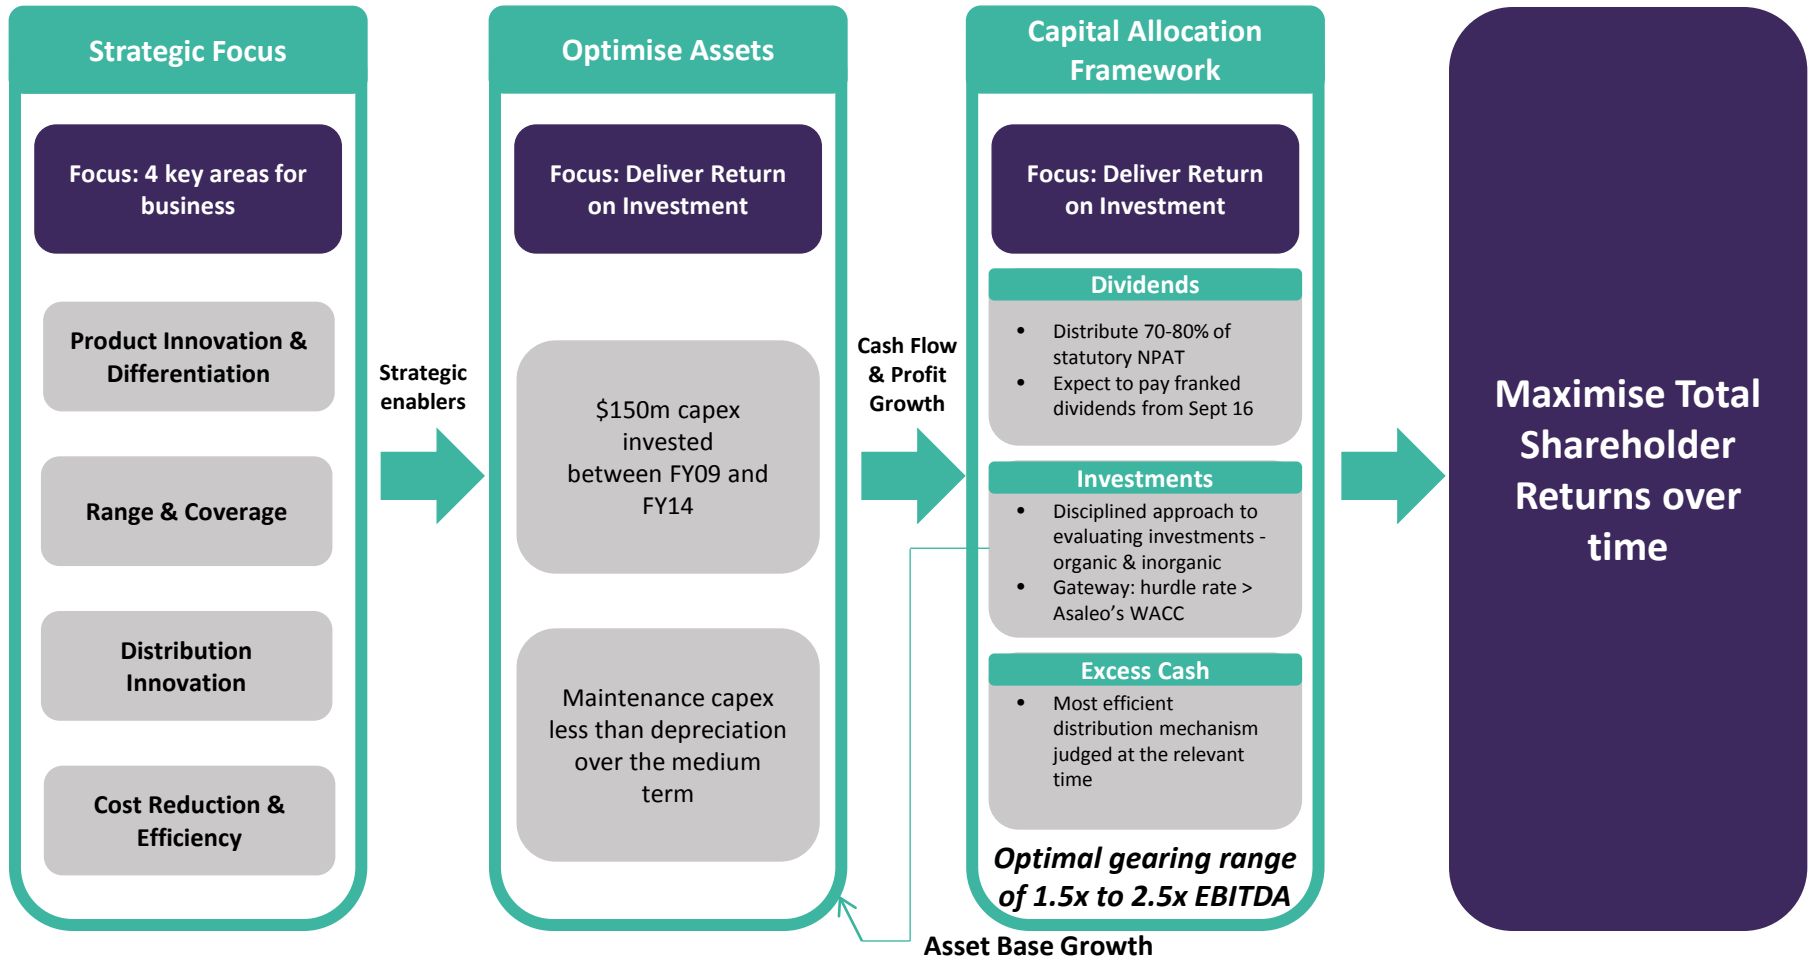 Strategic Focus
Focus: 4 key areas for
business
Product Innovation &
Differentiation
Range & Coverage
Distribution
Innovation
Cost Reduction &
Efficiency
Strategic
enablers
Optimise Assets
Focus: Deliver Return
on Investment
$150m capex
invested
between FY09 and
FY14
Maintenance capex
less than depreciation
over the medium
term
Cash Flow
& Profit
Growth
Capital Allocation
Framework
Focus: Deliver Return
on Investment
Dividends
• Distribute 70-80% of
statutory NPAT
• Expect to pay franked
dividends from Sept 16
Investments
• Disciplined approach to
evaluating investments -
organic & inorganic
• Gateway: hurdle rate >
Asaleo’s WACC
Excess Cash
• Most efficient
distribution mechanism
judged at the relevant
time
Optimal gearing range
of 1.5x to 2.5x EBITDA
Asset Base Growth
Maximise Total
Shareholder
Returns over
time